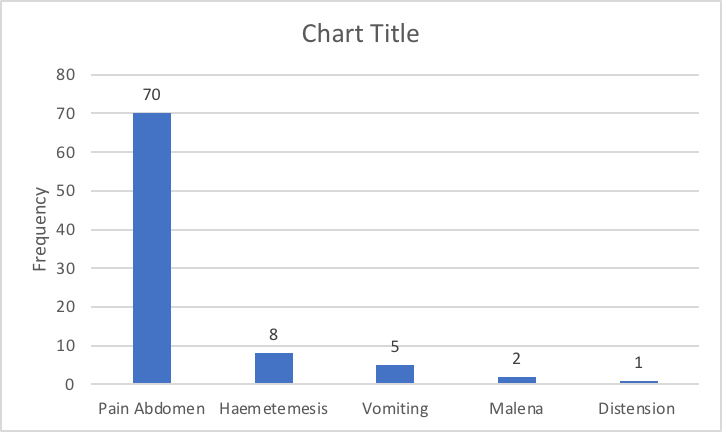 Chart Title
80
70
60
50
40
30
20
10
0
Frequency
70
8
5
2
1
Pain Abdomen
Haemetemesis
Vomiting
Malena
Distension